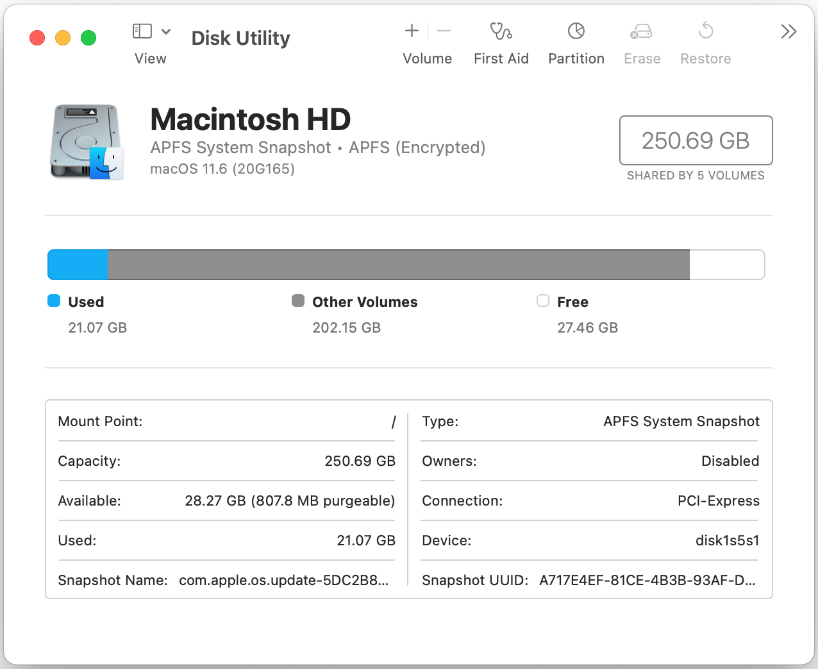 Disk Utility
View
Volume
First Aid
Partition
Erase
Restore
Macintosh HD
APFS System Snapshot • APFS (Encrypted)
macOS 11.6 (20G165)
250.69 GB
SHARED BY 5 VOLUMES
Used
21.07 GB
Other Volumes
202.15 GB
Free
27.46 GB
Mount Point: /
Capacity: 250.69 GB
Available: 28.27 GB (807.8 MB purgeable)
Used: 21.07 GB
Snapshot Name: com.apple.os.update-5DC2B8...
Type: APFS System Snapshot
Owners: Disabled
Connection: PCI-Express
Device: disk1s5s1
Snapshot UUID: A717E4EF-81CE-4B3B-93AF-D...